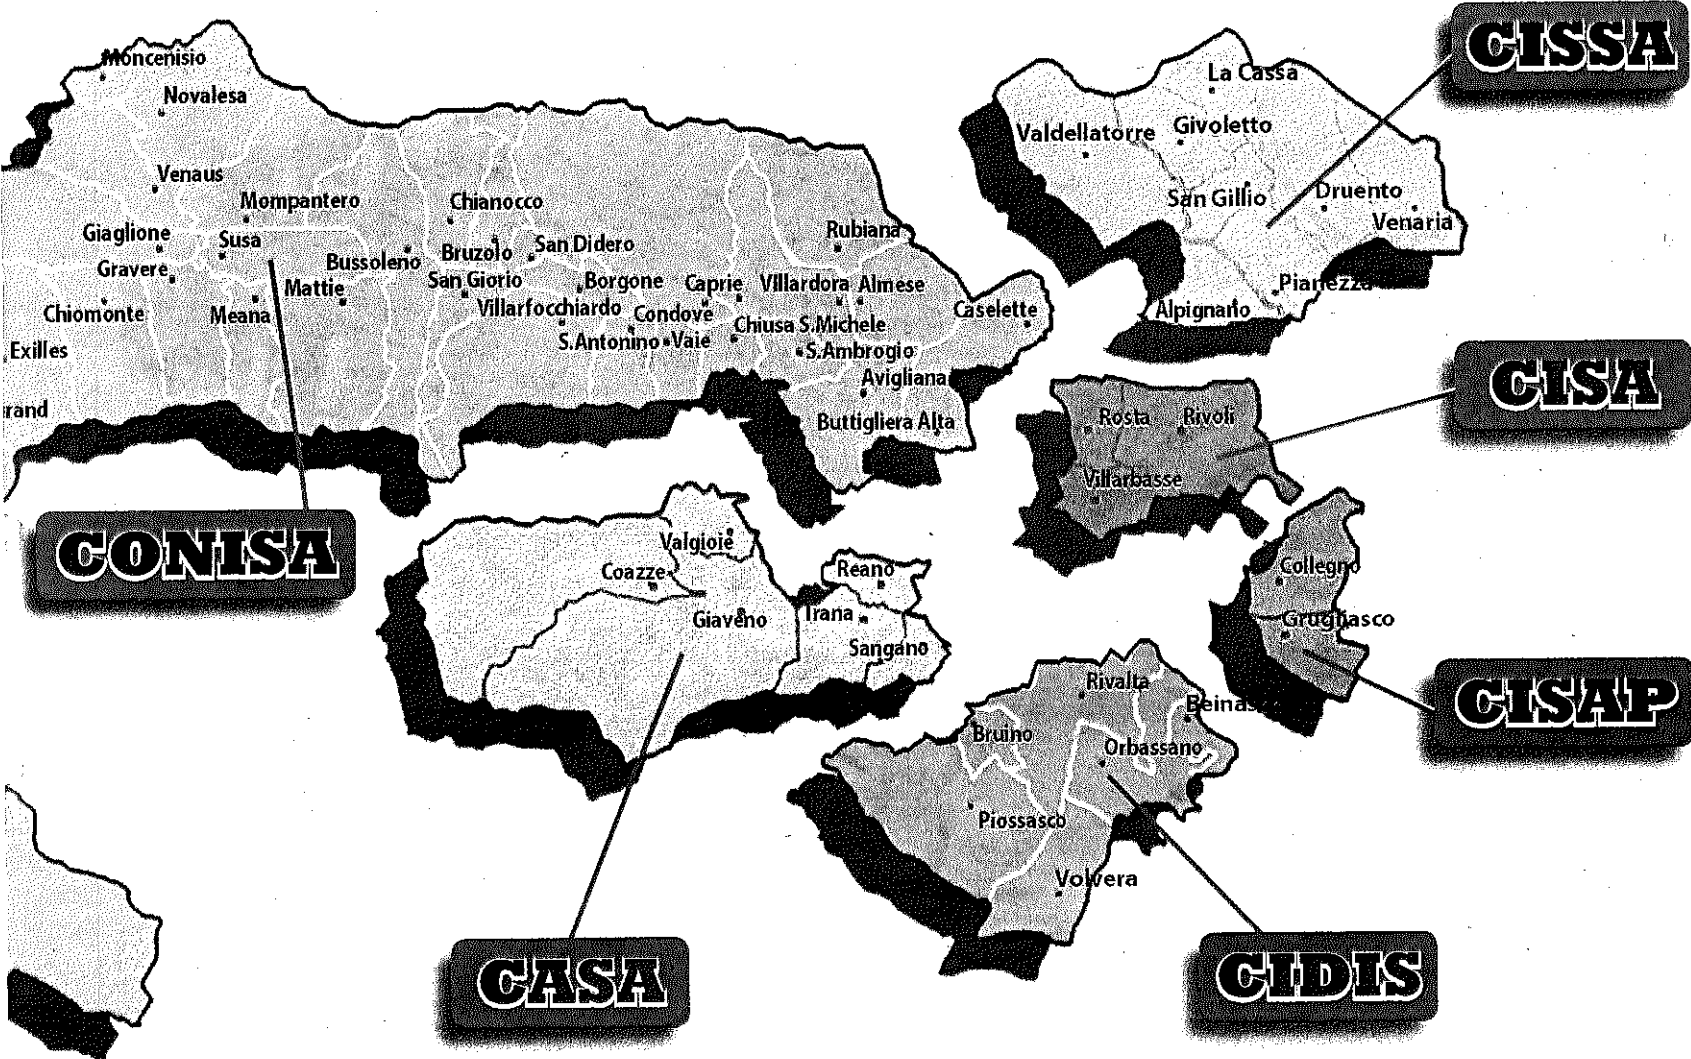 CISSA
Moncenisio
La Cassa
Novalesa
Valdellatorre
Givoletto
Venaus
San Gillio
Druento
Venaria
Mompantero
Chianocco
Giaglione
Susa
Rubiana
Bruzolo
San Didero
Bussoleno
Gravere
San Giorio
Borgone
Caprie
Villardora
Almese
Pianezza
Mattie
Chiomonte
Meana
Villarfocchiardo
Condove
Caselette
Alpignano
Chiusa S.Michele
S.Antonino
Vaie
Exilles
S.Ambrogio
Avigliana
CISA
rand
Buttigliera Alta
Rosta
Rivoli
Villarbasse
CONISA
Valgioie
Coazze
Reano
Collegno
Giaveno
Trana
Grugliasco
Sangano
Rivalta
Beinas
CISAP
Bruino
Orbassano
Piossasco
Volvera
CASA
CIDIS